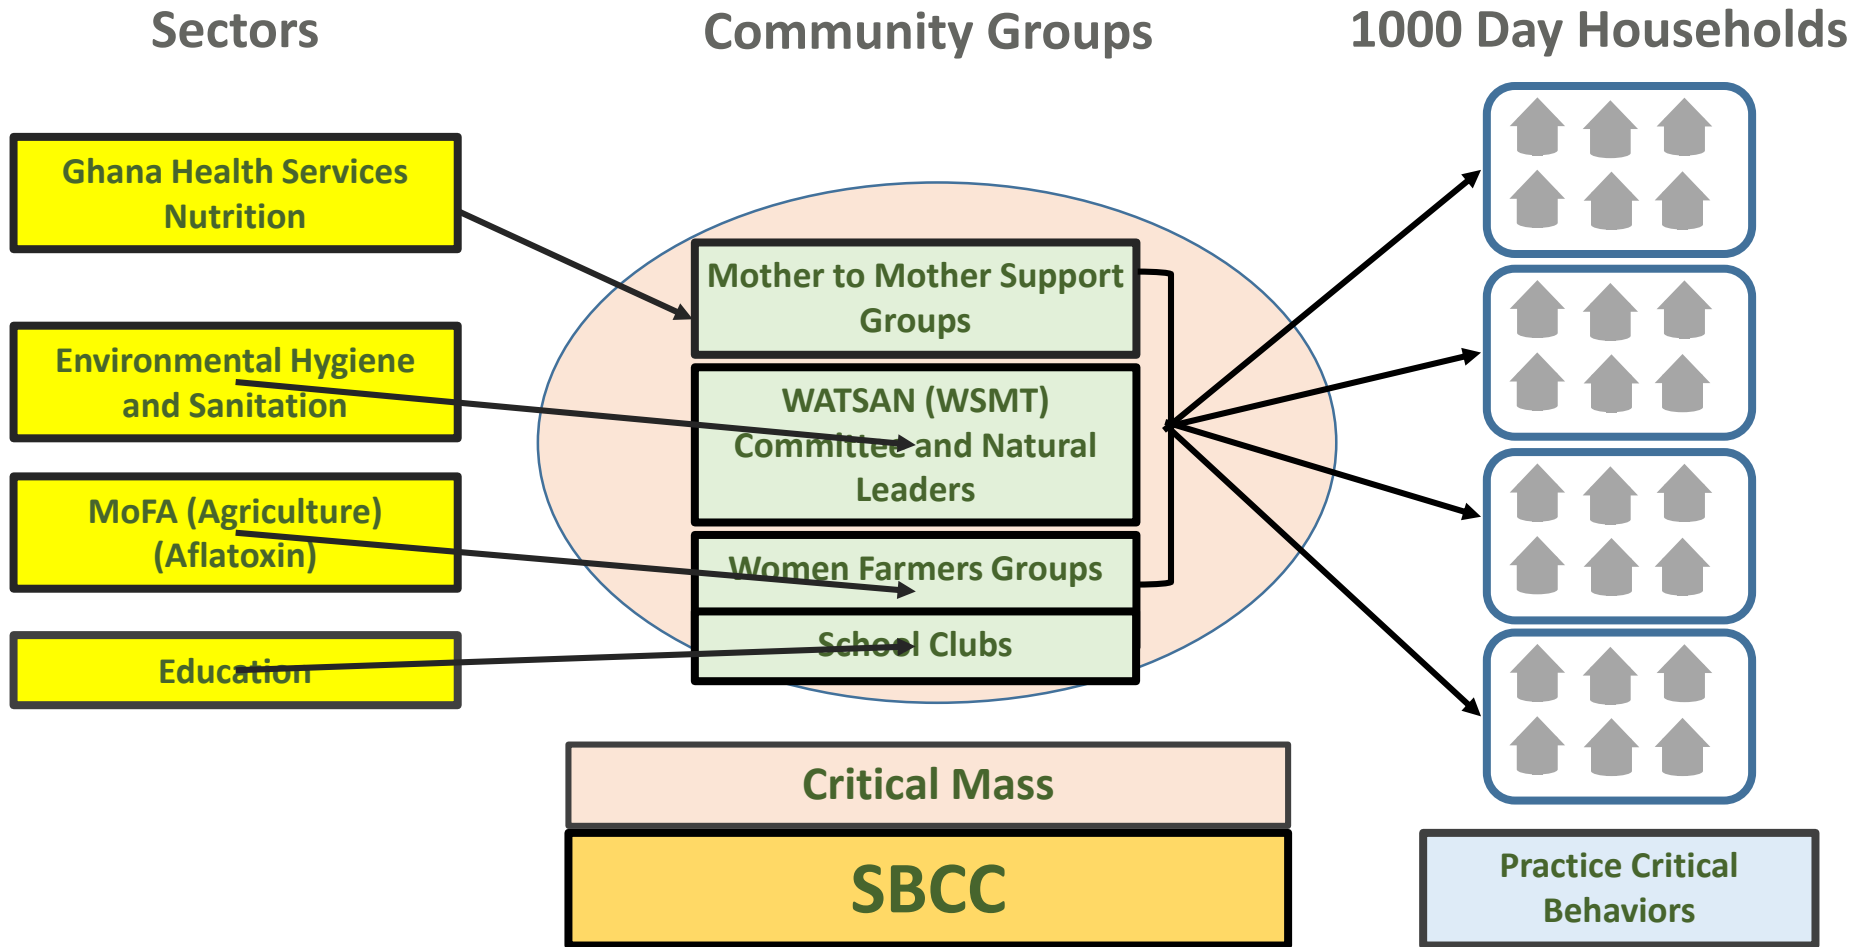 Sectors
Community Groups
1000 Day Households
Ghana Health Services
Nutrition
Environmental Hygiene
and Sanitation
MoFA (Agriculture)
(Aflatoxin)
Education
Mother to Mother Support
Groups
WATSAN (WSMT)
Committee and Natural
Leaders
Women Farmers Groups
School Clubs
Critical Mass
SBCC
Practice Critical
Behaviors